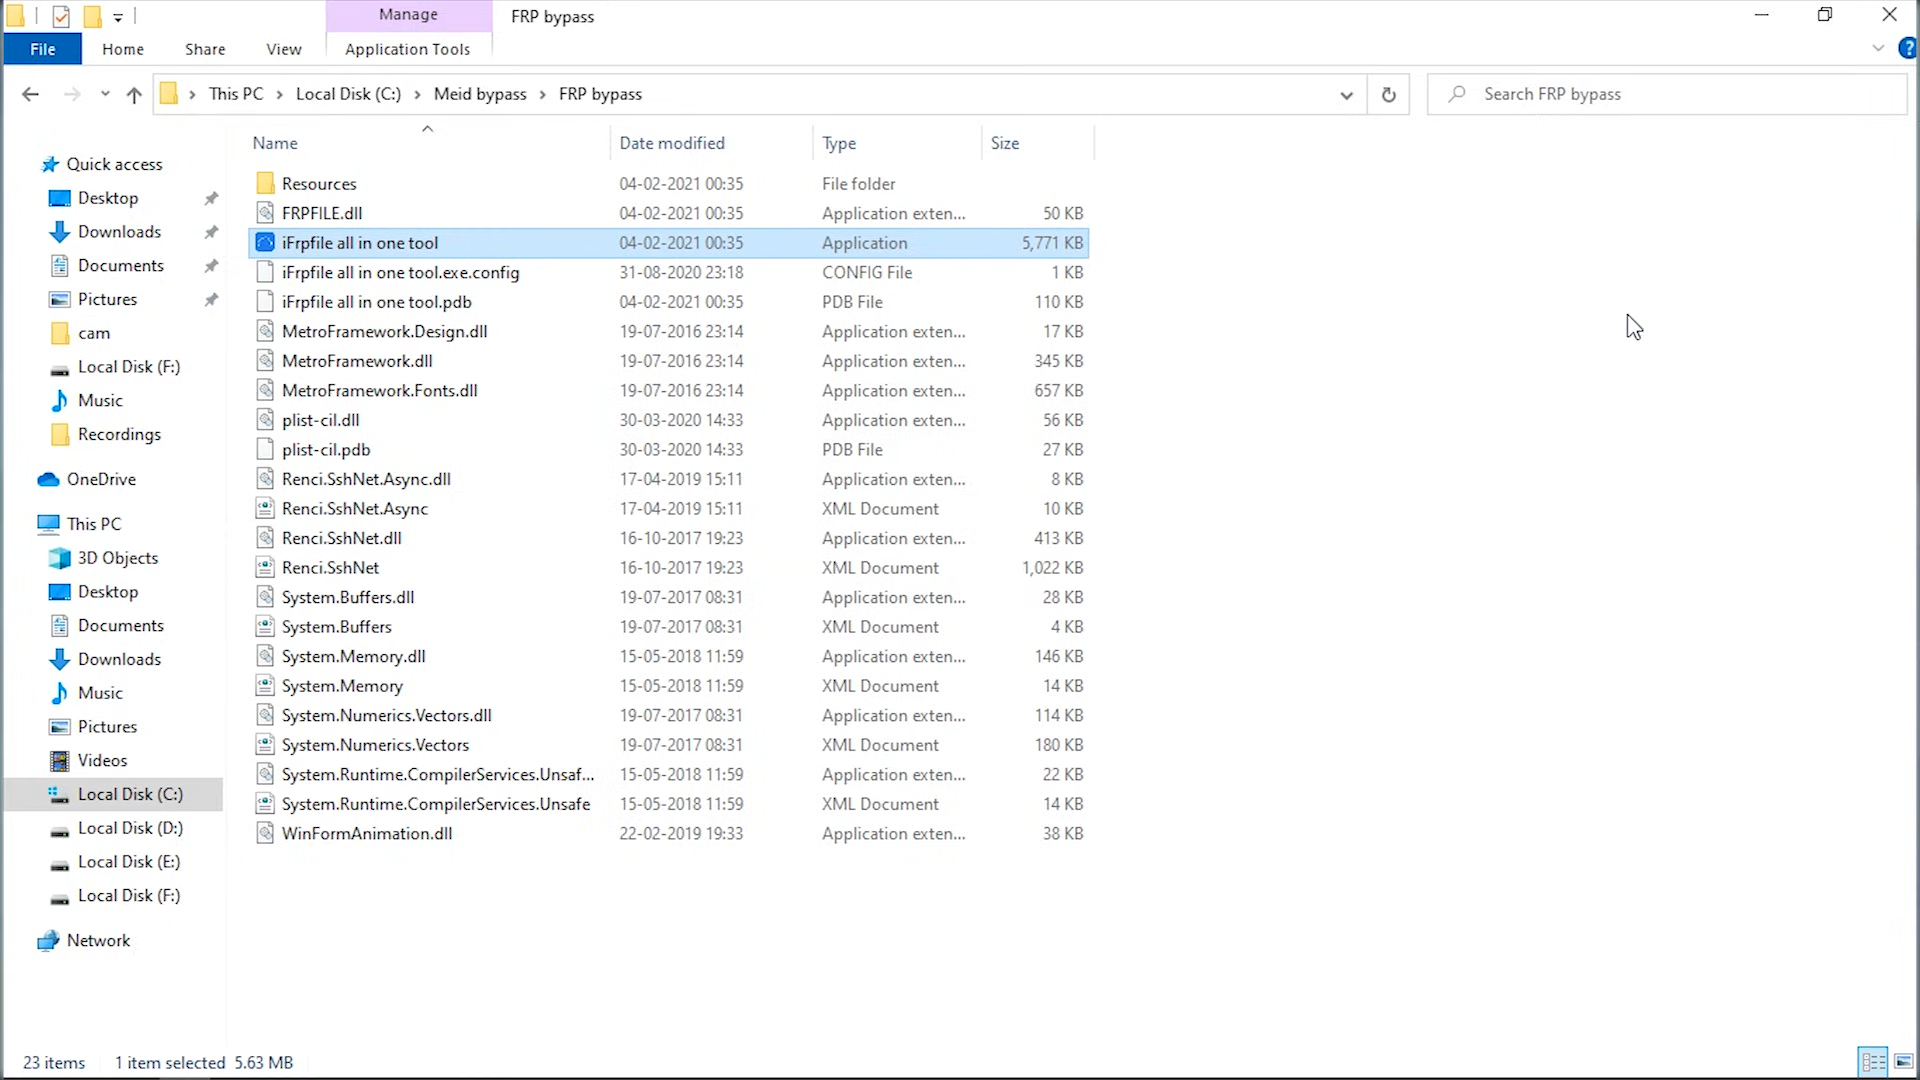 Manage
FRP bypass
File
Home
Share
View
Application Tools
This PC
Local Disk (C:)
Meid bypass
FRP bypass
Search FRP bypass
Name
Date modified
Type
Size
Quick access
Desktop
Downloads
Documents
Pictures
cam
Local Disk (F:)
Music
Recordings
OneDrive
This PC
3D Objects
Desktop
Documents
Downloads
Music
Pictures
Videos
Local Disk (C:)
Local Disk (D:)
Local Disk (E:)
Local Disk (F:)
Network
Resources 04-02-2021 00:35 File folder
FRPFILE.dll 04-02-2021 00:35 Application exten... 50 KB
iFrpfile all in one tool 04-02-2021 00:35 Application 5,771 KB
iFrpfile all in one tool.exe.config 31-08-2020 23:18 CONFIG File 1 KB
iFrpfile all in one tool.pdb 04-02-2021 00:35 PDB File 110 KB
MetroFramework.Design.dll 19-07-2016 23:14 Application exten... 17 KB
MetroFramework.dll 19-07-2016 23:14 Application exten... 345 KB
MetroFramework.Fonts.dll 19-07-2016 23:14 Application exten... 657 KB
plist-cil.dll 30-03-2020 14:33 Application exten... 56 KB
plist-cil.pdb 30-03-2020 14:33 PDB File 27 KB
Renci.SshNet.Async.dll 17-04-2019 15:11 Application exten... 8 KB
Renci.SshNet.Async 17-04-2019 15:11 XML Document 10 KB
Renci.SshNet.dll 16-10-2017 19:23 Application exten... 413 KB
Renci.SshNet 16-10-2017 19:23 XML Document 1,022 KB
System.Buffers.dll 19-07-2017 08:31 Application exten... 28 KB
System.Buffers 19-07-2017 08:31 XML Document 4 KB
System.Memory.dll 15-05-2018 11:59 Application exten... 146 KB
System.Memory 15-05-2018 11:59 XML Document 14 KB
System.Numerics.Vectors.dll 19-07-2017 08:31 Application exten... 114 KB
System.Numerics.Vectors 19-07-2017 08:31 XML Document 180 KB
System.Runtime.CompilerServices.Unsaf... 15-05-2018 11:59 Application exten... 22 KB
System.Runtime.CompilerServices.Unsafe 15-05-2018 11:59 XML Document 14 KB
WinFormAnimation.dll 22-02-2019 19:33 Application exten... 38 KB
23 items 1 item selected 5.63 MB